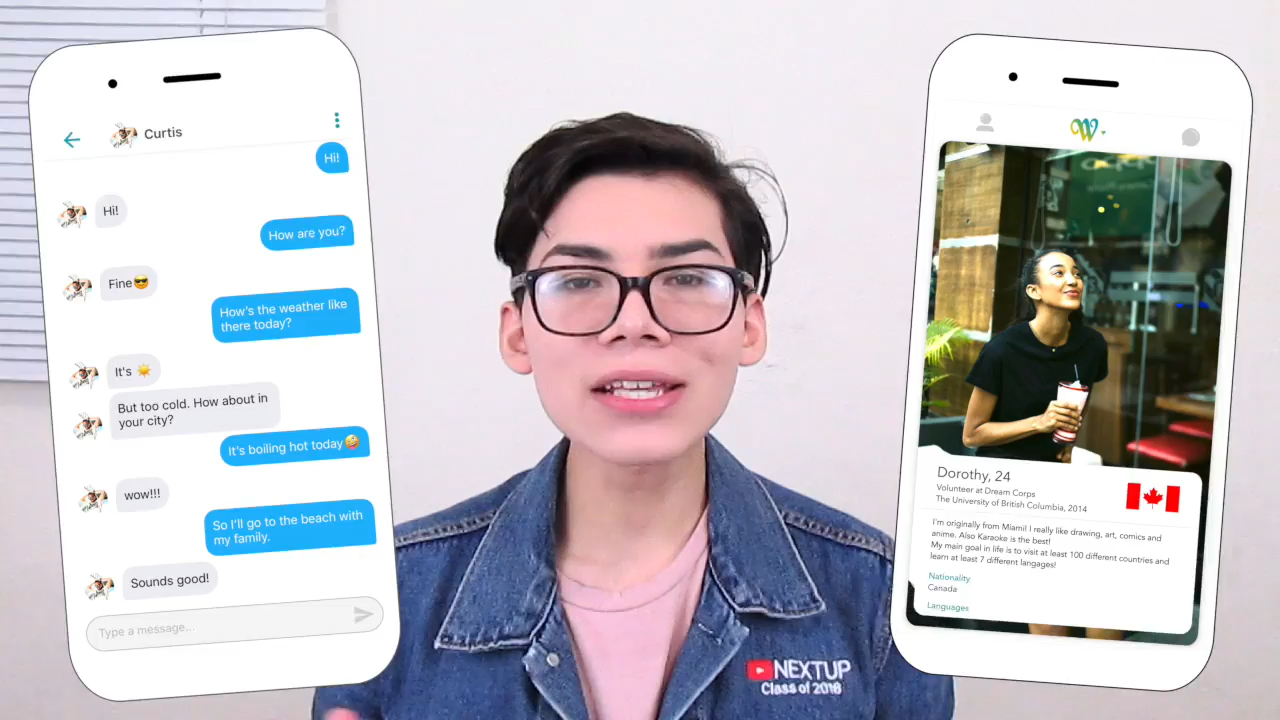 Curtis
Hi!
Hi!
How are you?
Fine😎
How's the weather like
there today?
It's ☀️
But too cold. How about in
your city?
It's boiling hot today🤪
wow!!!
So I'll go to the beach with
my family.
Sounds good!
Type a message...
NEXTUP
Class of 2018
W
Dorothy, 24
Volunteer at Dream Corps
The University of British Columbia, 2014
I'm originally from Miami! I really like drawing, art, comics and
anime. Also Karaoke is the best!
My main goal in life is to visit at least 100 different countries and
learn at least 7 different langages!
Nationality
Canada
Languages